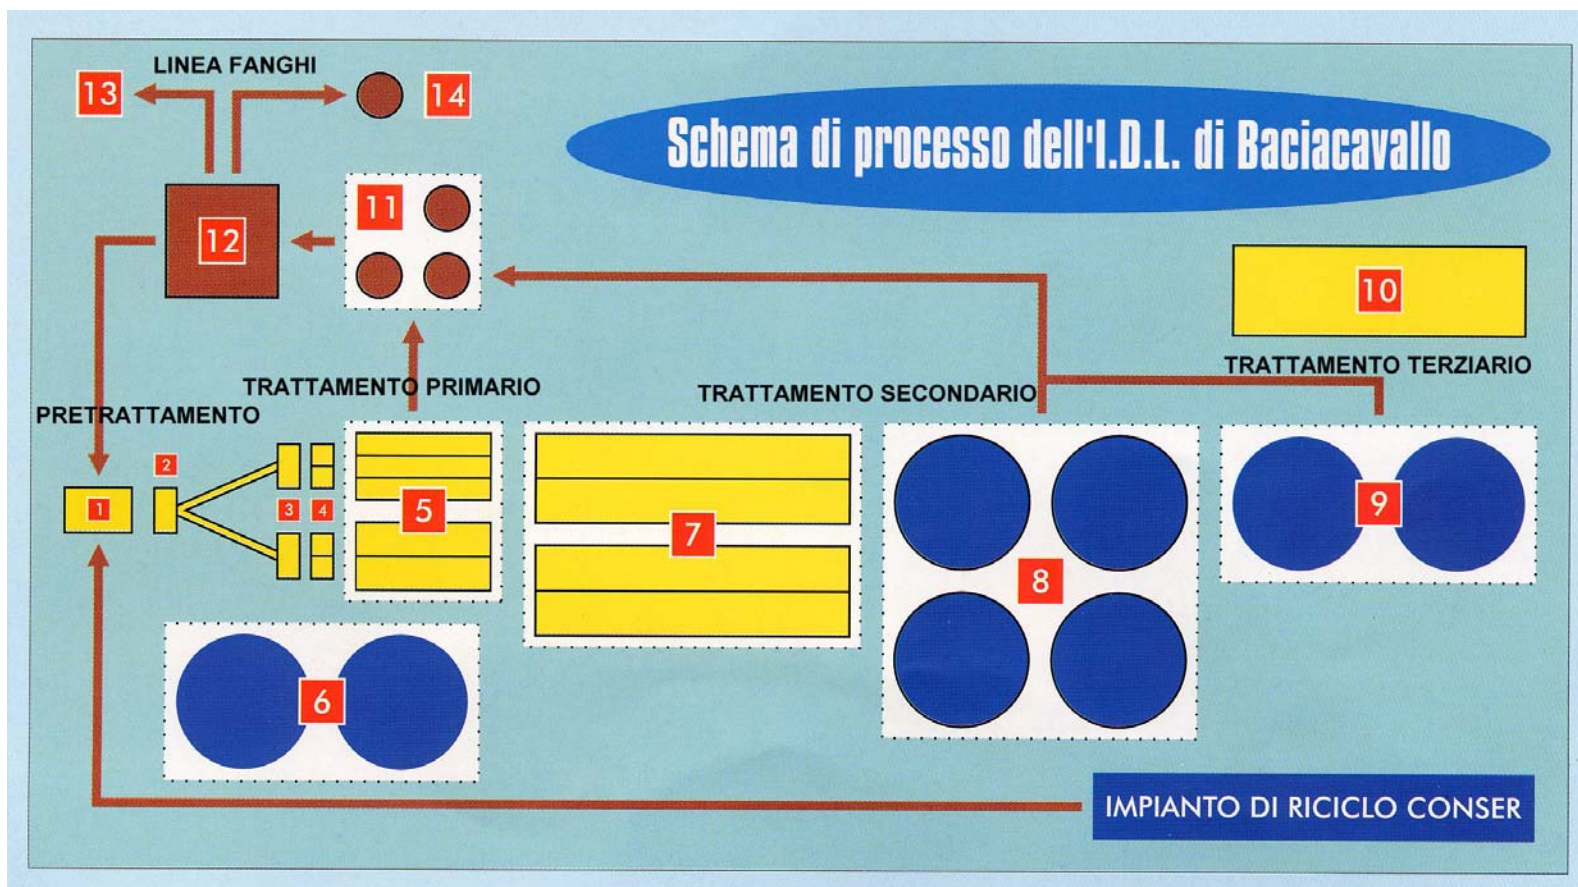 LINEA FANGHI
13
14
Schema di processo dell'I.D.L. di Baciacavallo
11
12
10
TRATTAMENTO TERZIARIO
TRATTAMENTO PRIMARIO
TRATTAMENTO SECONDARIO
PRETRATTAMENTO
2
1
3
4
5
7
9
8
6
IMPIANTO DI RICICLO CONSER